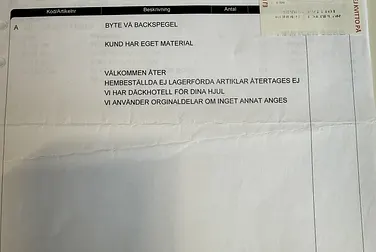 Kod/Artikelnr Beskrivning Antal
A BYTE VÄ BACKSPEGEL
KUND HAR EGET MATERIAL
VÄLKOMMEN ÅTER
HEMBESTÄLLDA EJ LAGERFÖRDA ARTIKLAR ÅTERTAGES EJ
VI HAR DÄCKHOTELL FÖR DINA HJUL
VI ANVÄNDER ORGINALDELAR OM INGET ANNAT ANGES